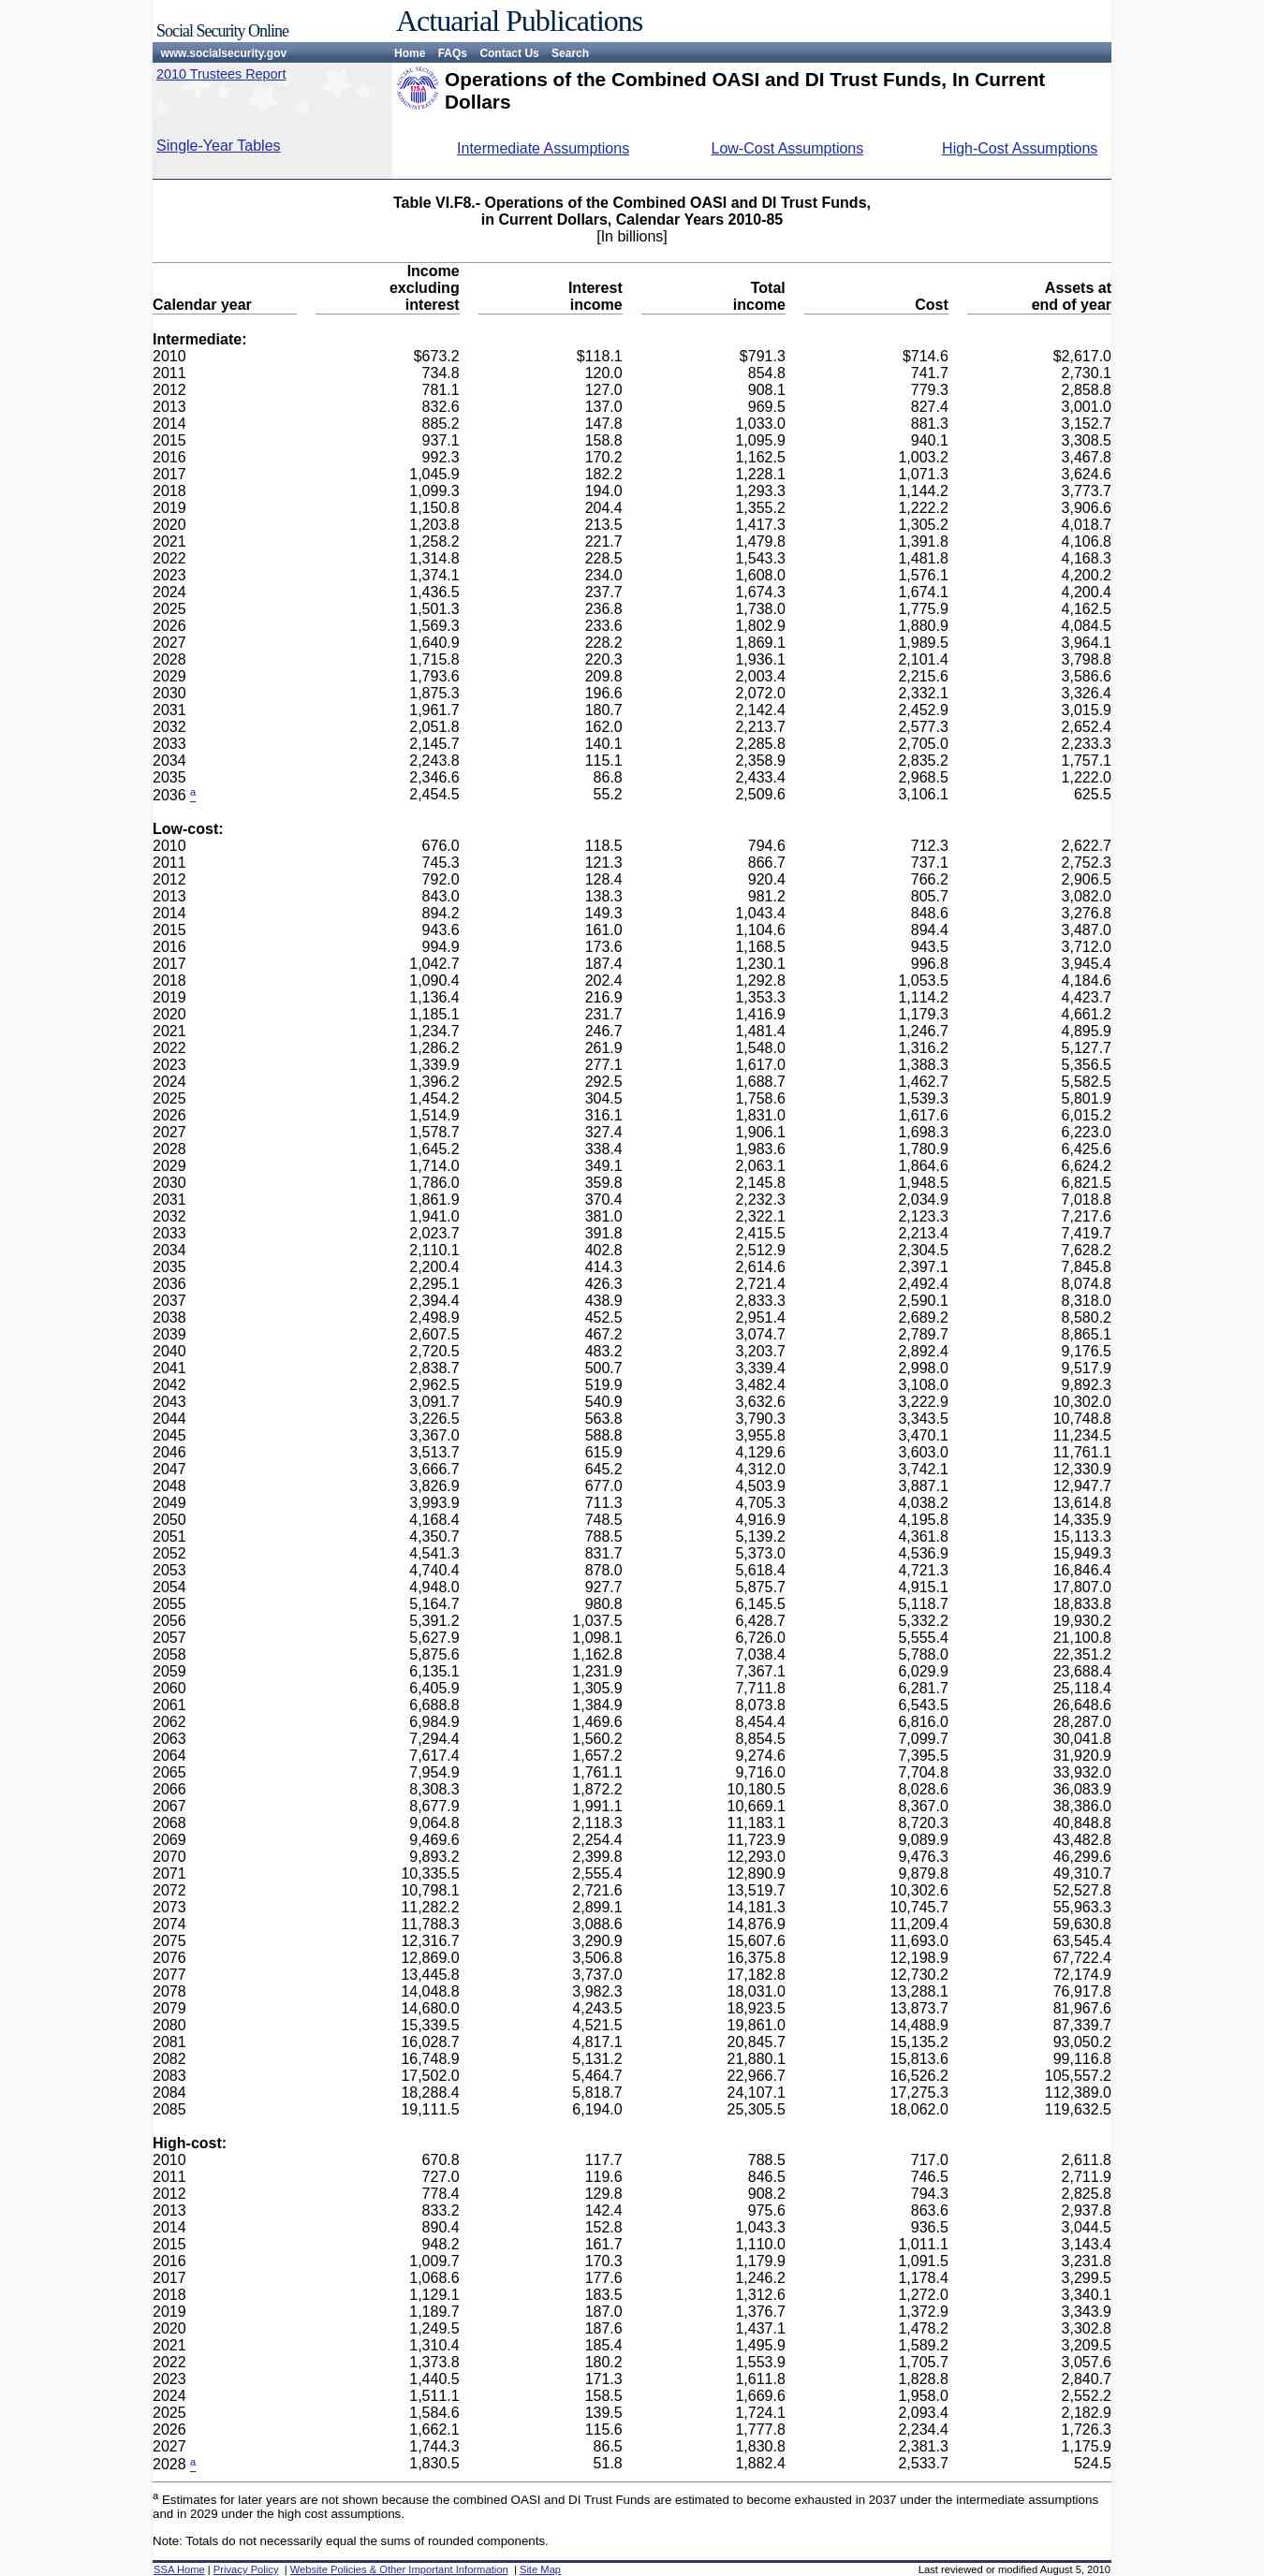 Social Security Online
Actuarial Publications
www.socialsecurity.gov Home FAQs Contact Us Search
2010 Trustees Report
Operations of the Combined OASI and DI Trust Funds, In Current
Dollars
Single-Year Tables
Intermediate Assumptions Low-Cost Assumptions High-Cost Assumptions
Table VI.F8.- Operations of the Combined OASI and DI Trust Funds,
in Current Dollars, Calendar Years 2010-85
[In billions]
Income
excluding Interest Total Assets at
Calendar year interest income income Cost end of year
Intermediate:
2010 $673.2 $118.1 $791.3 $714.6 $2,617.0
2011 734.8 120.0 854.8 741.7 2,730.1
2012 781.1 127.0 908.1 779.3 2,858.8
2013 832.6 137.0 969.5 827.4 3,001.0
2014 885.2 147.8 1,033.0 881.3 3,152.7
2015 937.1 158.8 1,095.9 940.1 3,308.5
2016 992.3 170.2 1,162.5 1,003.2 3,467.8
2017 1,045.9 182.2 1,228.1 1,071.3 3,624.6
2018 1,099.3 194.0 1,293.3 1,144.2 3,773.7
2019 1,150.8 204.4 1,355.2 1,222.2 3,906.6
2020 1,203.8 213.5 1,417.3 1,305.2 4,018.7
2021 1,258.2 221.7 1,479.8 1,391.8 4,106.8
2022 1,314.8 228.5 1,543.3 1,481.8 4,168.3
2023 1,374.1 234.0 1,608.0 1,576.1 4,200.2
2024 1,436.5 237.7 1,674.3 1,674.1 4,200.4
2025 1,501.3 236.8 1,738.0 1,775.9 4,162.5
2026 1,569.3 233.6 1,802.9 1,880.9 4,084.5
2027 1,640.9 228.2 1,869.1 1,989.5 3,964.1
2028 1,715.8 220.3 1,936.1 2,101.4 3,798.8
2029 1,793.6 209.8 2,003.4 2,215.6 3,586.6
2030 1,875.3 196.6 2,072.0 2,332.1 3,326.4
2031 1,961.7 180.7 2,142.4 2,452.9 3,015.9
2032 2,051.8 162.0 2,213.7 2,577.3 2,652.4
2033 2,145.7 140.1 2,285.8 2,705.0 2,233.3
2034 2,243.8 115.1 2,358.9 2,835.2 1,757.1
2035 2,346.6 86.8 2,433.4 2,968.5 1,222.0
2036 a 2,454.5 55.2 2,509.6 3,106.1 625.5
Low-cost:
2010 676.0 118.5 794.6 712.3 2,622.7
2011 745.3 121.3 866.7 737.1 2,752.3
2012 792.0 128.4 920.4 766.2 2,906.5
2013 843.0 138.3 981.2 805.7 3,082.0
2014 894.2 149.3 1,043.4 848.6 3,276.8
2015 943.6 161.0 1,104.6 894.4 3,487.0
2016 994.9 173.6 1,168.5 943.5 3,712.0
2017 1,042.7 187.4 1,230.1 996.8 3,945.4
2018 1,090.4 202.4 1,292.8 1,053.5 4,184.6
2019 1,136.4 216.9 1,353.3 1,114.2 4,423.7
2020 1,185.1 231.7 1,416.9 1,179.3 4,661.2
2021 1,234.7 246.7 1,481.4 1,246.7 4,895.9
2022 1,286.2 261.9 1,548.0 1,316.2 5,127.7
2023 1,339.9 277.1 1,617.0 1,388.3 5,356.5
2024 1,396.2 292.5 1,688.7 1,462.7 5,582.5
2025 1,454.2 304.5 1,758.6 1,539.3 5,801.9
2026 1,514.9 316.1 1,831.0 1,617.6 6,015.2
2027 1,578.7 327.4 1,906.1 1,698.3 6,223.0
2028 1,645.2 338.4 1,983.6 1,780.9 6,425.6
2029 1,714.0 349.1 2,063.1 1,864.6 6,624.2
2030 1,786.0 359.8 2,145.8 1,948.5 6,821.5
2031 1,861.9 370.4 2,232.3 2,034.9 7,018.8
2032 1,941.0 381.0 2,322.1 2,123.3 7,217.6
2033 2,023.7 391.8 2,415.5 2,213.4 7,419.7
2034 2,110.1 402.8 2,512.9 2,304.5 7,628.2
2035 2,200.4 414.3 2,614.6 2,397.1 7,845.8
2036 2,295.1 426.3 2,721.4 2,492.4 8,074.8
2037 2,394.4 438.9 2,833.3 2,590.1 8,318.0
2038 2,498.9 452.5 2,951.4 2,689.2 8,580.2
2039 2,607.5 467.2 3,074.7 2,789.7 8,865.1
2040 2,720.5 483.2 3,203.7 2,892.4 9,176.5
2041 2,838.7 500.7 3,339.4 2,998.0 9,517.9
2042 2,962.5 519.9 3,482.4 3,108.0 9,892.3
2043 3,091.7 540.9 3,632.6 3,222.9 10,302.0
2044 3,226.5 563.8 3,790.3 3,343.5 10,748.8
2045 3,367.0 588.8 3,955.8 3,470.1 11,234.5
2046 3,513.7 615.9 4,129.6 3,603.0 11,761.1
2047 3,666.7 645.2 4,312.0 3,742.1 12,330.9
2048 3,826.9 677.0 4,503.9 3,887.1 12,947.7
2049 3,993.9 711.3 4,705.3 4,038.2 13,614.8
2050 4,168.4 748.5 4,916.9 4,195.8 14,335.9
2051 4,350.7 788.5 5,139.2 4,361.8 15,113.3
2052 4,541.3 831.7 5,373.0 4,536.9 15,949.3
2053 4,740.4 878.0 5,618.4 4,721.3 16,846.4
2054 4,948.0 927.7 5,875.7 4,915.1 17,807.0
2055 5,164.7 980.8 6,145.5 5,118.7 18,833.8
2056 5,391.2 1,037.5 6,428.7 5,332.2 19,930.2
2057 5,627.9 1,098.1 6,726.0 5,555.4 21,100.8
2058 5,875.6 1,162.8 7,038.4 5,788.0 22,351.2
2059 6,135.1 1,231.9 7,367.1 6,029.9 23,688.4
2060 6,405.9 1,305.9 7,711.8 6,281.7 25,118.4
2061 6,688.8 1,384.9 8,073.8 6,543.5 26,648.6
2062 6,984.9 1,469.6 8,454.4 6,816.0 28,287.0
2063 7,294.4 1,560.2 8,854.5 7,099.7 30,041.8
2064 7,617.4 1,657.2 9,274.6 7,395.5 31,920.9
2065 7,954.9 1,761.1 9,716.0 7,704.8 33,932.0
2066 8,308.3 1,872.2 10,180.5 8,028.6 36,083.9
2067 8,677.9 1,991.1 10,669.1 8,367.0 38,386.0
2068 9,064.8 2,118.3 11,183.1 8,720.3 40,848.8
2069 9,469.6 2,254.4 11,723.9 9,089.9 43,482.8
2070 9,893.2 2,399.8 12,293.0 9,476.3 46,299.6
2071 10,335.5 2,555.4 12,890.9 9,879.8 49,310.7
2072 10,798.1 2,721.6 13,519.7 10,302.6 52,527.8
2073 11,282.2 2,899.1 14,181.3 10,745.7 55,963.3
2074 11,788.3 3,088.6 14,876.9 11,209.4 59,630.8
2075 12,316.7 3,290.9 15,607.6 11,693.0 63,545.4
2076 12,869.0 3,506.8 16,375.8 12,198.9 67,722.4
2077 13,445.8 3,737.0 17,182.8 12,730.2 72,174.9
2078 14,048.8 3,982.3 18,031.0 13,288.1 76,917.8
2079 14,680.0 4,243.5 18,923.5 13,873.7 81,967.6
2080 15,339.5 4,521.5 19,861.0 14,488.9 87,339.7
2081 16,028.7 4,817.1 20,845.7 15,135.2 93,050.2
2082 16,748.9 5,131.2 21,880.1 15,813.6 99,116.8
2083 17,502.0 5,464.7 22,966.7 16,526.2 105,557.2
2084 18,288.4 5,818.7 24,107.1 17,275.3 112,389.0
2085 19,111.5 6,194.0 25,305.5 18,062.0 119,632.5
High-cost:
2010 670.8 117.7 788.5 717.0 2,611.8
2011 727.0 119.6 846.5 746.5 2,711.9
2012 778.4 129.8 908.2 794.3 2,825.8
2013 833.2 142.4 975.6 863.6 2,937.8
2014 890.4 152.8 1,043.3 936.5 3,044.5
2015 948.2 161.7 1,110.0 1,011.1 3,143.4
2016 1,009.7 170.3 1,179.9 1,091.5 3,231.8
2017 1,068.6 177.6 1,246.2 1,178.4 3,299.5
2018 1,129.1 183.5 1,312.6 1,272.0 3,340.1
2019 1,189.7 187.0 1,376.7 1,372.9 3,343.9
2020 1,249.5 187.6 1,437.1 1,478.2 3,302.8
2021 1,310.4 185.4 1,495.9 1,589.2 3,209.5
2022 1,373.8 180.2 1,553.9 1,705.7 3,057.6
2023 1,440.5 171.3 1,611.8 1,828.8 2,840.7
2024 1,511.1 158.5 1,669.6 1,958.0 2,552.2
2025 1,584.6 139.5 1,724.1 2,093.4 2,182.9
2026 1,662.1 115.6 1,777.8 2,234.4 1,726.3
2027 1,744.3 86.5 1,830.8 2,381.3 1,175.9
2028 a 1,830.5 51.8 1,882.4 2,533.7 524.5
a Estimates for later years are not shown because the combined OASI and DI Trust Funds are estimated to become exhausted in 2037 under the intermediate assumptions
and in 2029 under the high cost assumptions.
Note: Totals do not necessarily equal the sums of rounded components.
SSA Home | Privacy Policy | Website Policies & Other Important Information | Site Map Last reviewed or modified August 5, 2010